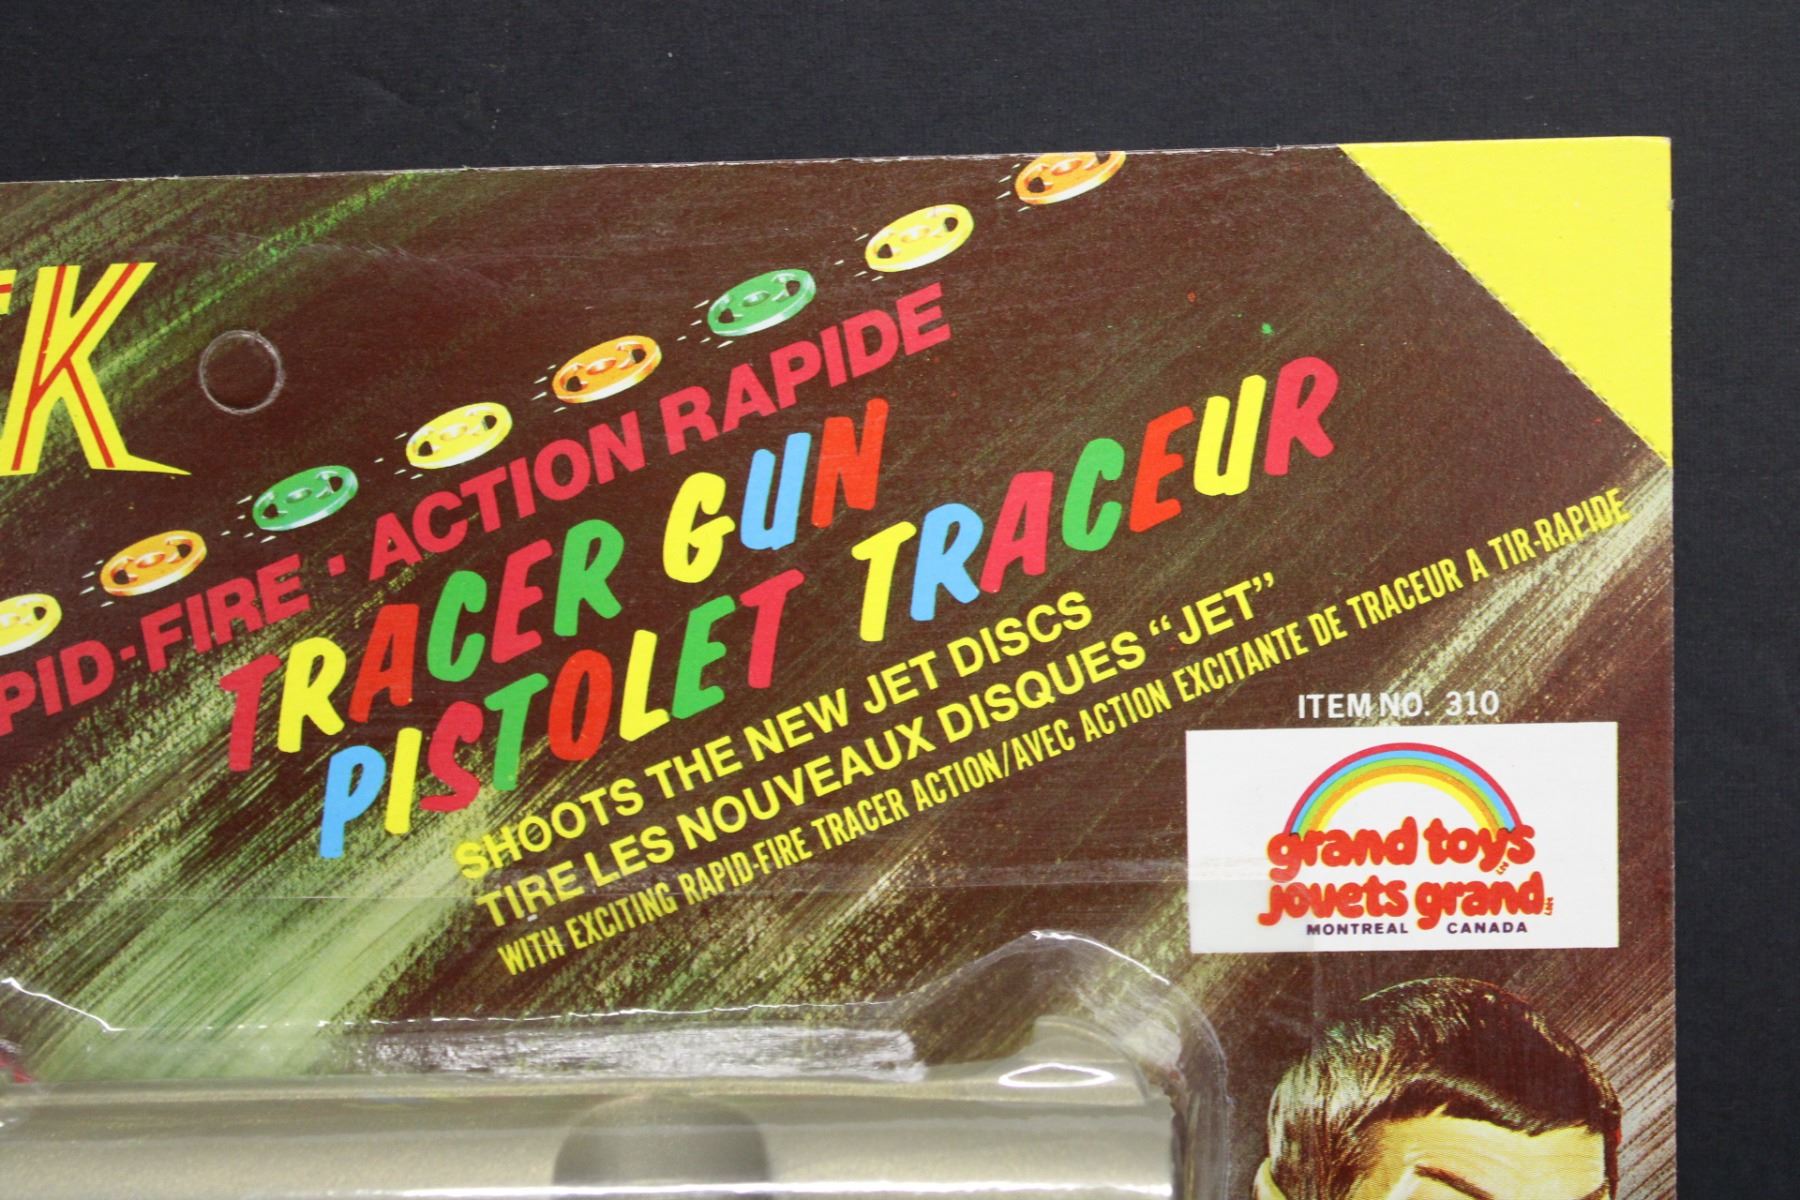 EK
PID-FIRE · ACTION RAPIDE
TRACER GUN
PISTOLET TRACEUR
SHOOTS THE NEW JET DISCS
TIRE LES NOUVEAUX DISQUES “JET”
WITH EXCITING RAPID-FIRE TRACER ACTION/AVEC ACTION EXCITANTE DE TRACEUR A TIR-RAPIDE
ITEM NO. 310
grand toys
jouets grand
MONTREAL CANADA